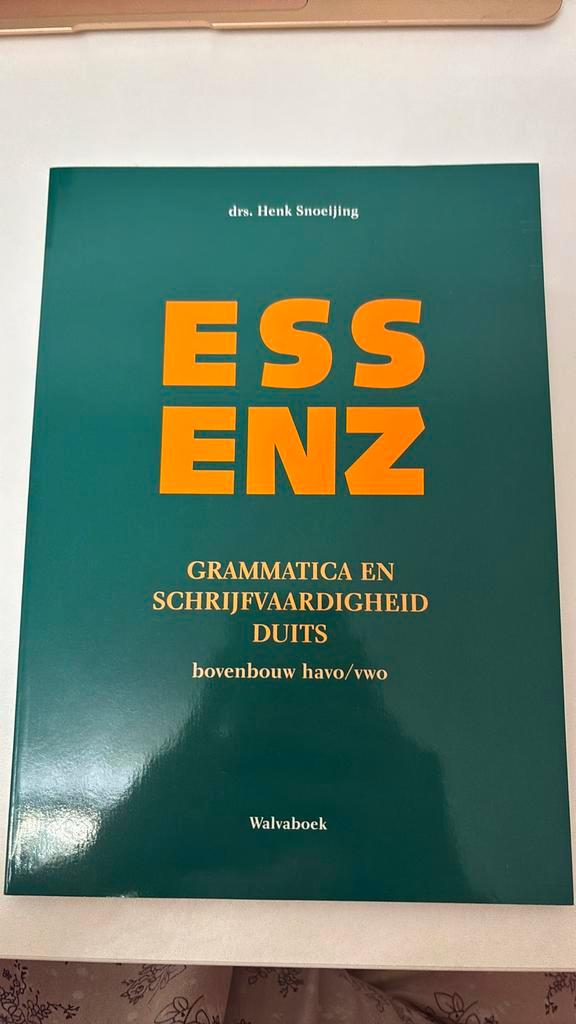 drs. Henk Snoeijing
ESS
ENZ
GRAMMATICA EN
SCHRIJFVAARDIGHEID
DUITS
bovenbouw havo/vwo
Walvaboek